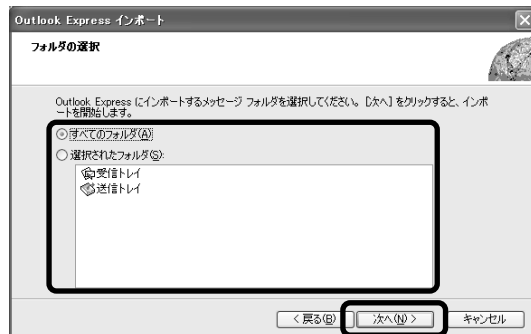 Outlook Express インポート
フォルダの選択
Outlook Express にインポートするメッセージ フォルダを選択してください。［次へ］をクリックすると、インポ
ートを開始します。
すべてのフォルダ(A)
選択されたフォルダ(S):
受信トレイ
送信トレイ
< 戻る(B)
次へ(N) >
キャンセル